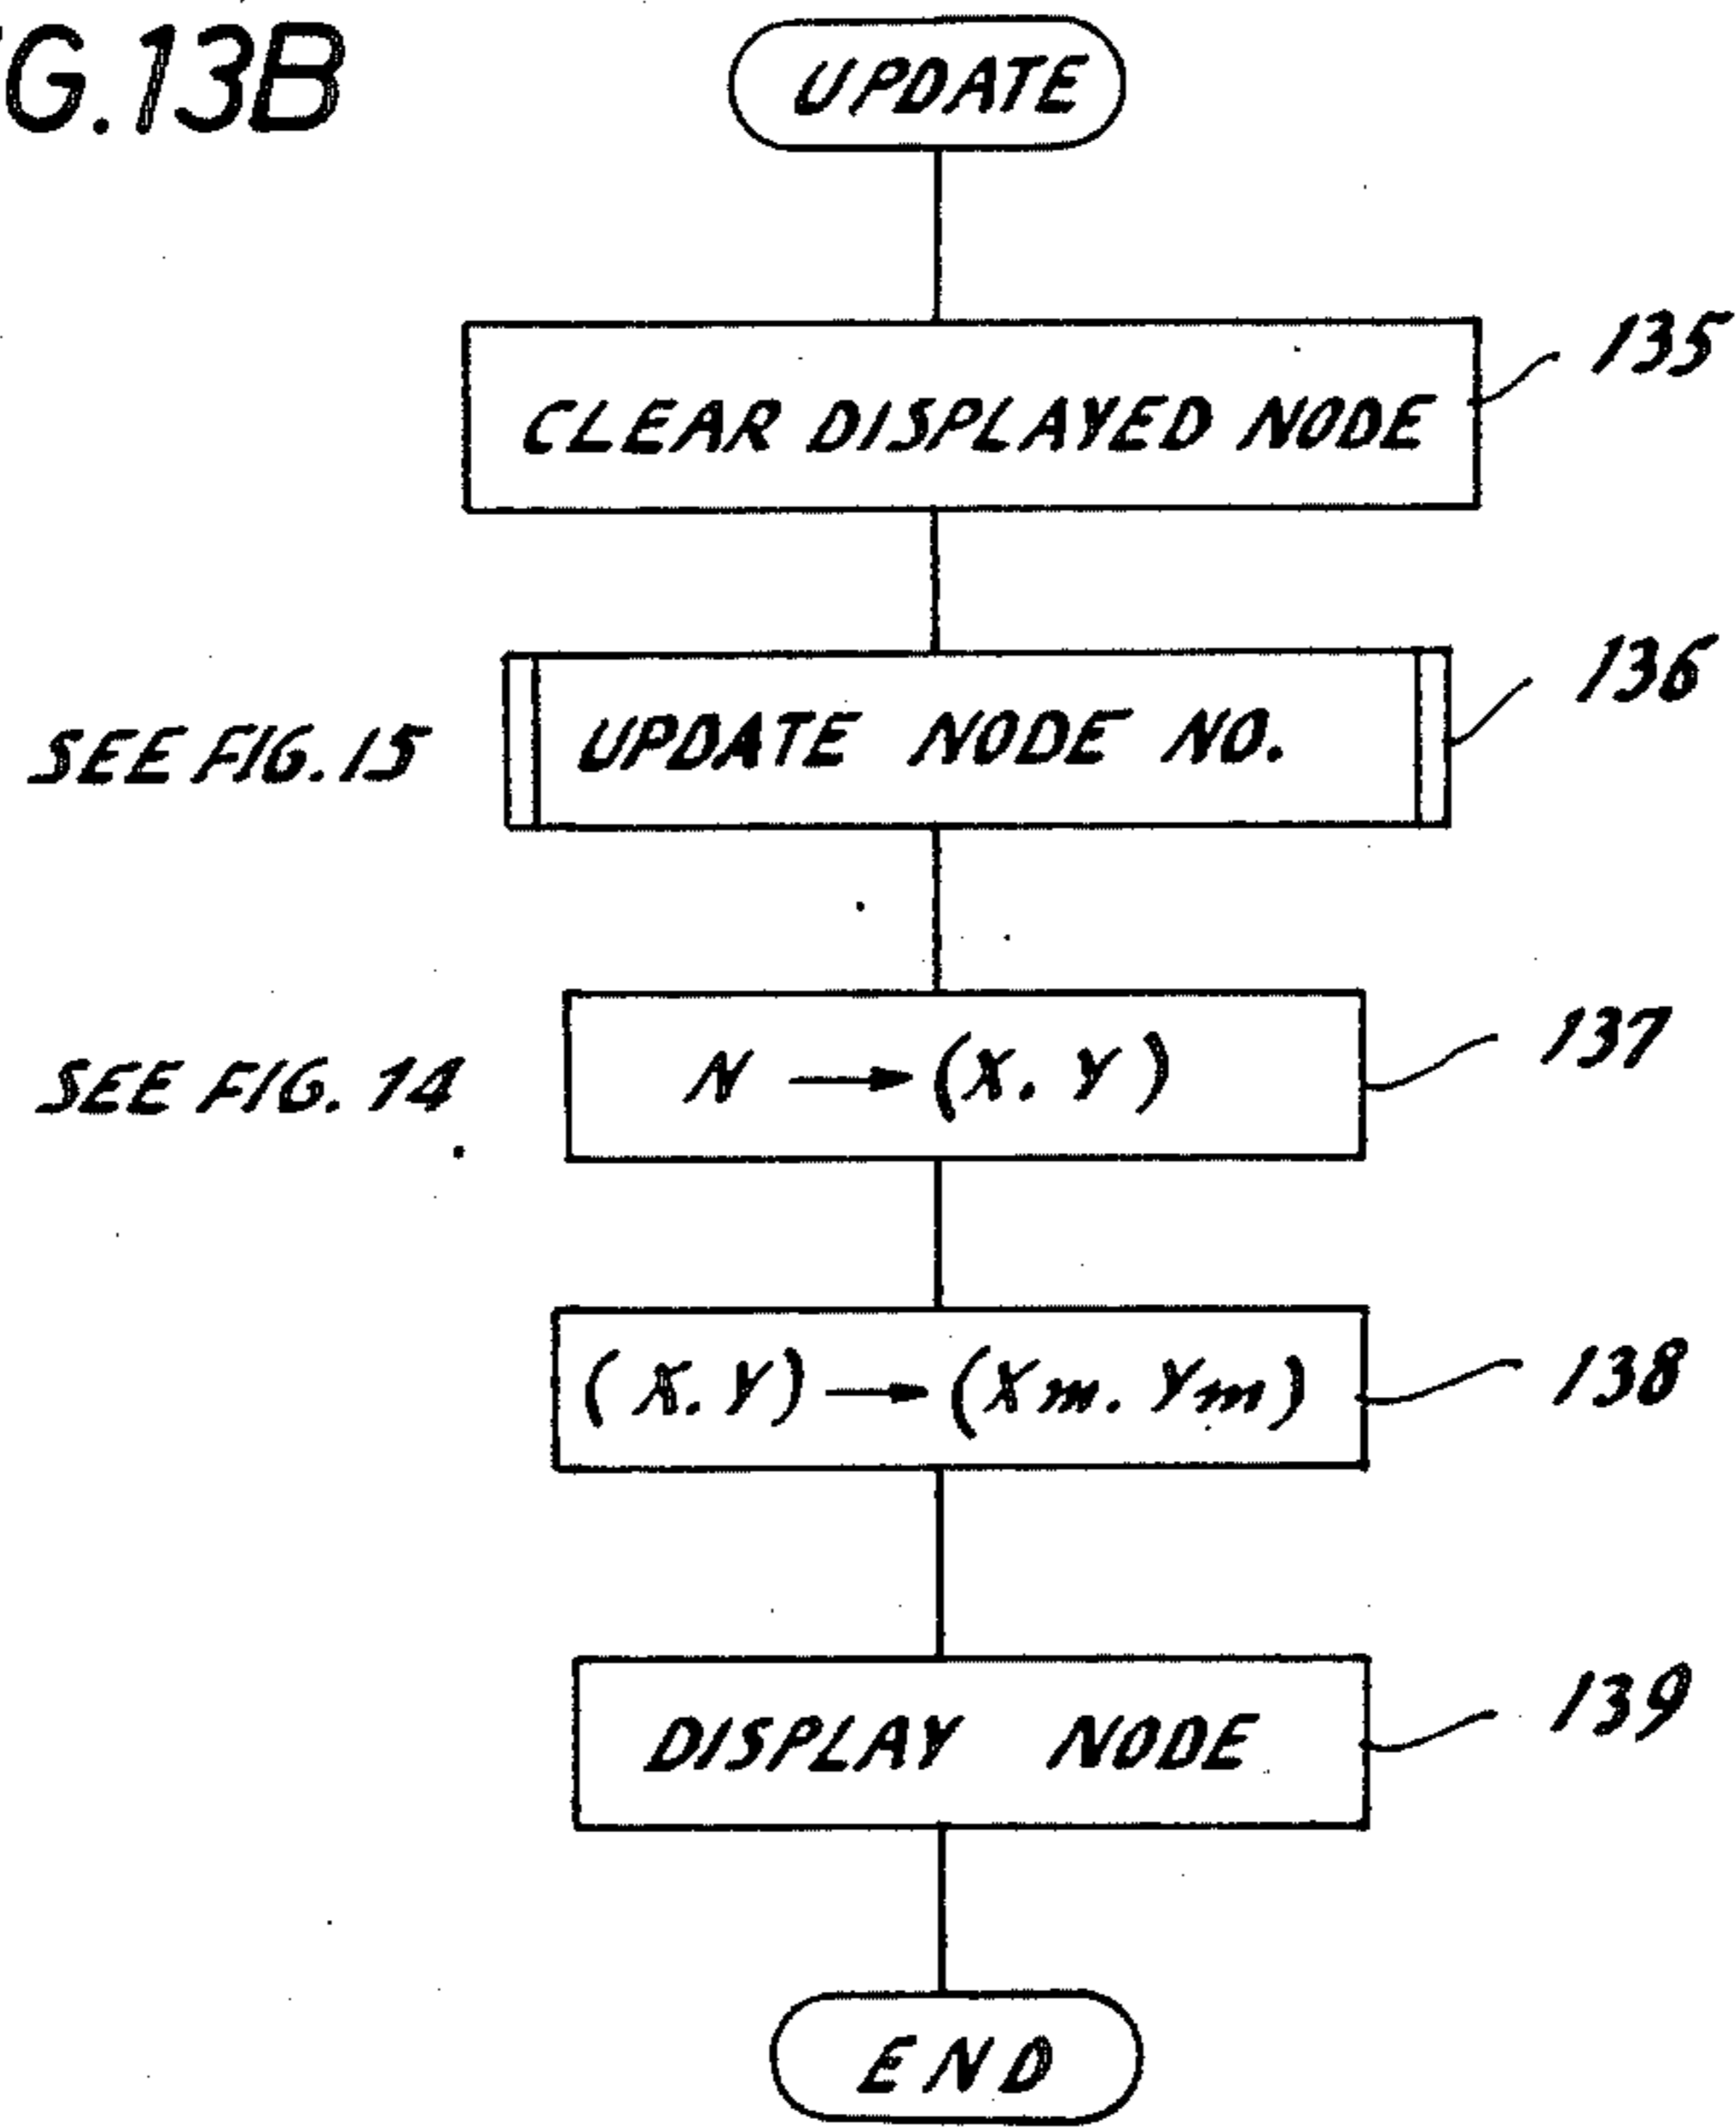 G.13B
UPDATE
135
CLEAR DISPLAYED NODE
136
SEE FIG. 15
UPDATE NODE NO.
137
SEE FIG. 14
N → (X. Y)
138
(X. Y) → (Xm. Ym)
139
DISPLAY NODE
END